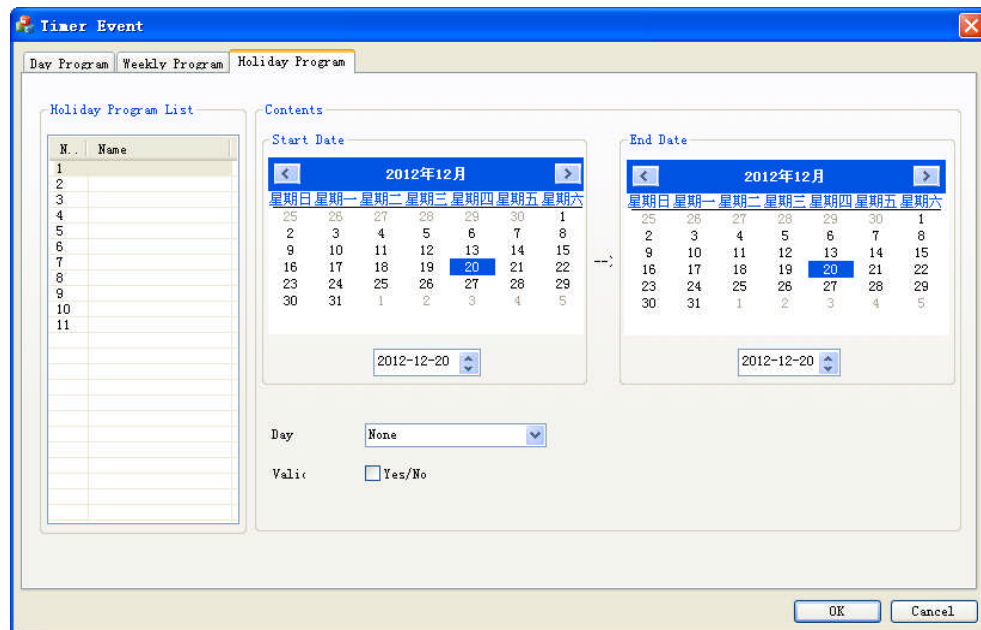 Timer Event
Day Program Weekly Program Holiday Program
Holiday Program List
N.. Name
1
2
3
4
5
6
7
8
9
10
11
Contents
Start Date
2012年12月
星期日 星期一 星期二 星期三 星期四 星期五 星期六
25 26 27 28 29 30 1
2 3 4 5 6 7 8
9 10 11 12 13 14 15
16 17 18 19 20 21 22
23 24 25 26 27 28 29
30 31 1 2 3 4 5
2012-12-20
-->
End Date
2012年12月
星期日 星期一 星期二 星期三 星期四 星期五 星期六
25 26 27 28 29 30 1
2 3 4 5 6 7 8
9 10 11 12 13 14 15
16 17 18 19 20 21 22
23 24 25 26 27 28 29
30 31 1 2 3 4 5
2012-12-20
Day None
Valid Yes/No
OK Cancel